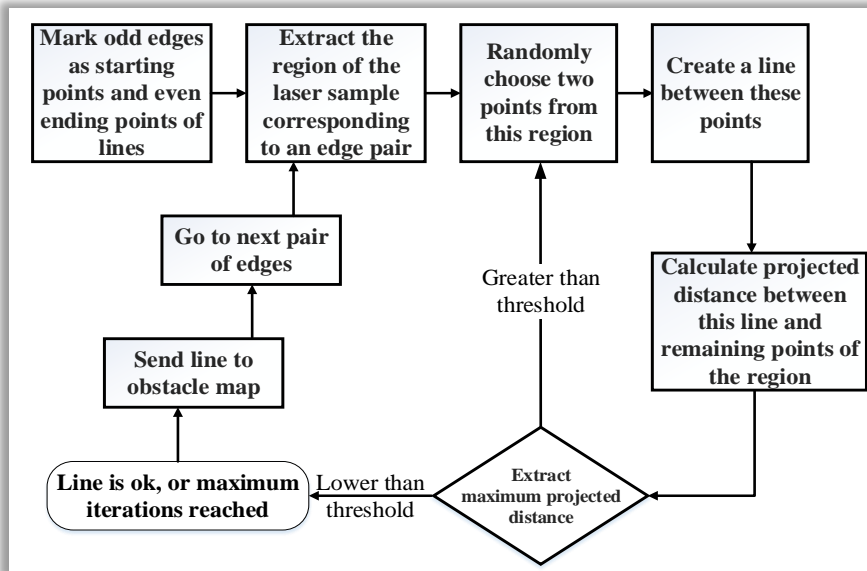 Mark odd edges
as starting
points and even
ending points of
lines
Extract the
region of the
laser sample
corresponding
to an edge pair
Randomly
choose two
points from
this region
Create a line
between these
points
Go to next pair
of edges
Greater than
threshold
Calculate projected
distance between
this line and
remaining points of
the region
Send line to
obstacle map
Line is ok, or maximum
iterations reached
Lower than
threshold
Extract
maximum projected
distance